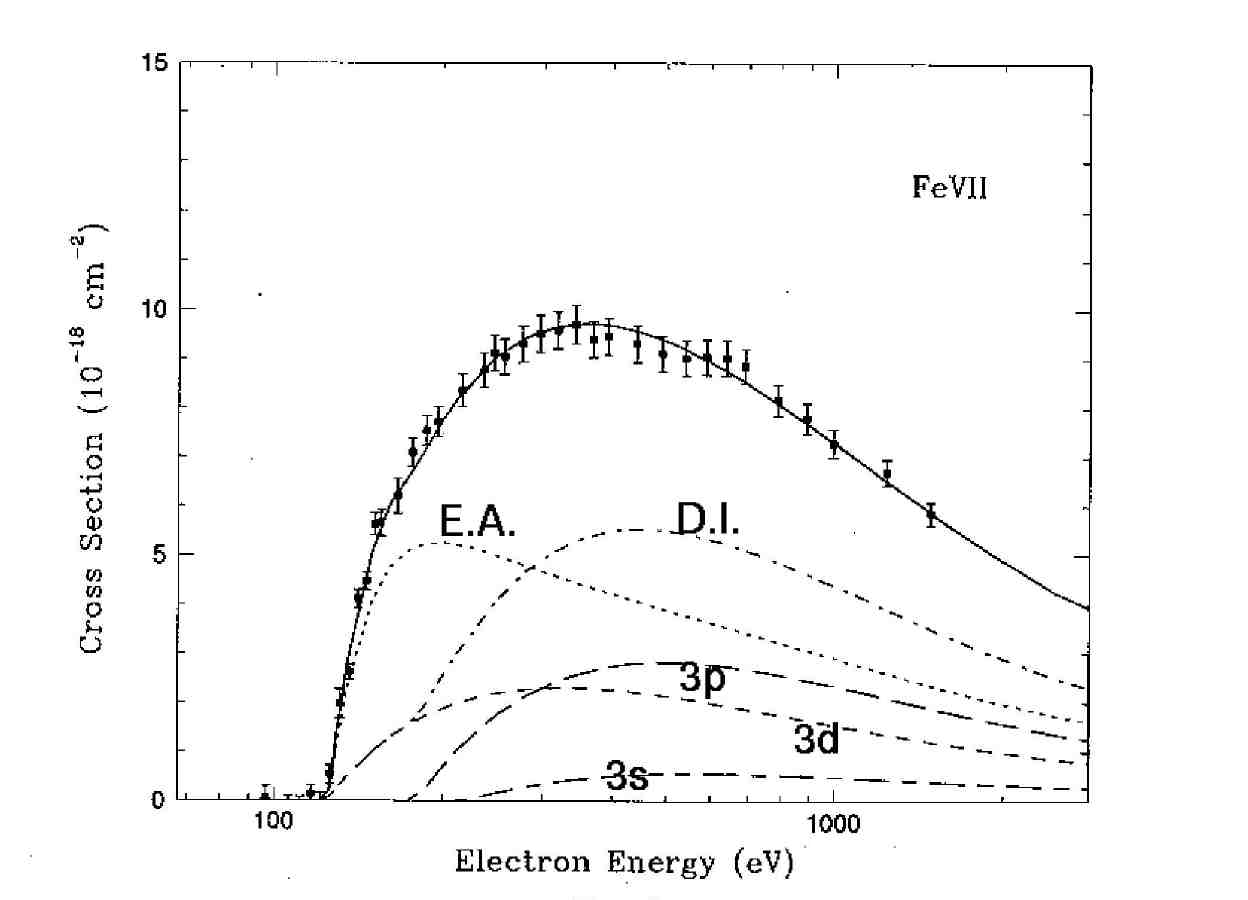 15
FeVII
10
E.A.
D.I.
5
3p
3d
3s
0
100
1000
Electron Energy (eV)
Cross Section (10⁻¹⁸ cm⁻²)